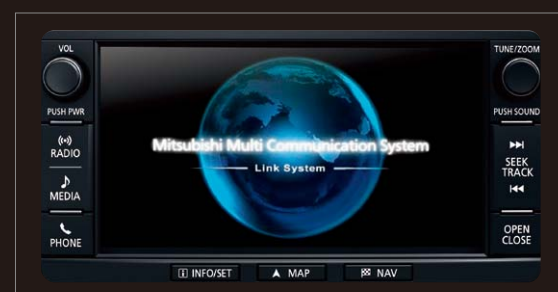 VOL
PUSH PWR
RADIO
MEDIA
PHONE
Mitsubishi Multi Communication System
Link System
TUNE/ZOOM
PUSH SOUND
SEEK
TRACK
OPEN
CLOSE
INFO/SET
MAP
NAV